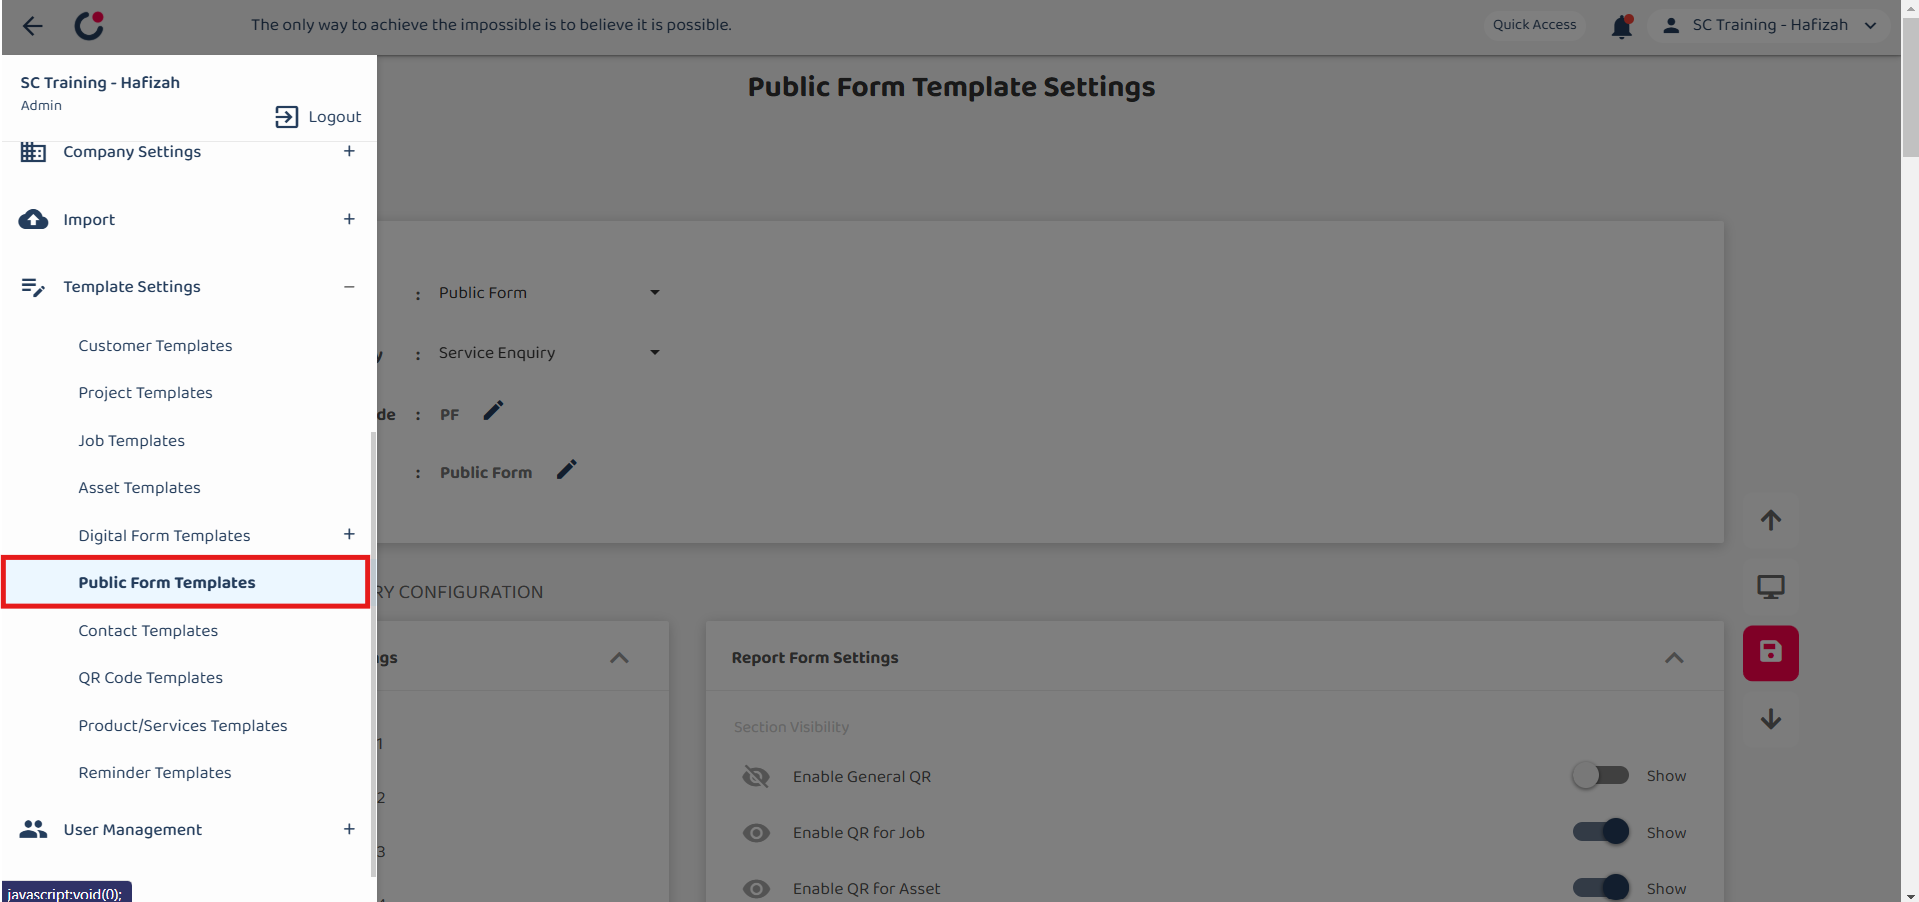 The only way to achieve the impossible is to believe it is possible.
Quick Access
SC Training - Hafizah
SC Training - Hafizah
Admin
Logout
Company Settings
Import
Template Settings
Customer Templates
Project Templates
Job Templates
Asset Templates
Digital Form Templates
Public Form Templates
Contact Templates
QR Code Templates
Product/Services Templates
Reminder Templates
User Management
javascript:void(0);
Public Form Template Settings
: Public Form
y : Service Enquiry
de : PF
: Public Form
RY CONFIGURATION
gs
1
2
3
Report Form Settings
Section Visibility
Enable General QR Show
Enable QR for Job Show
Enable QR for Asset Show